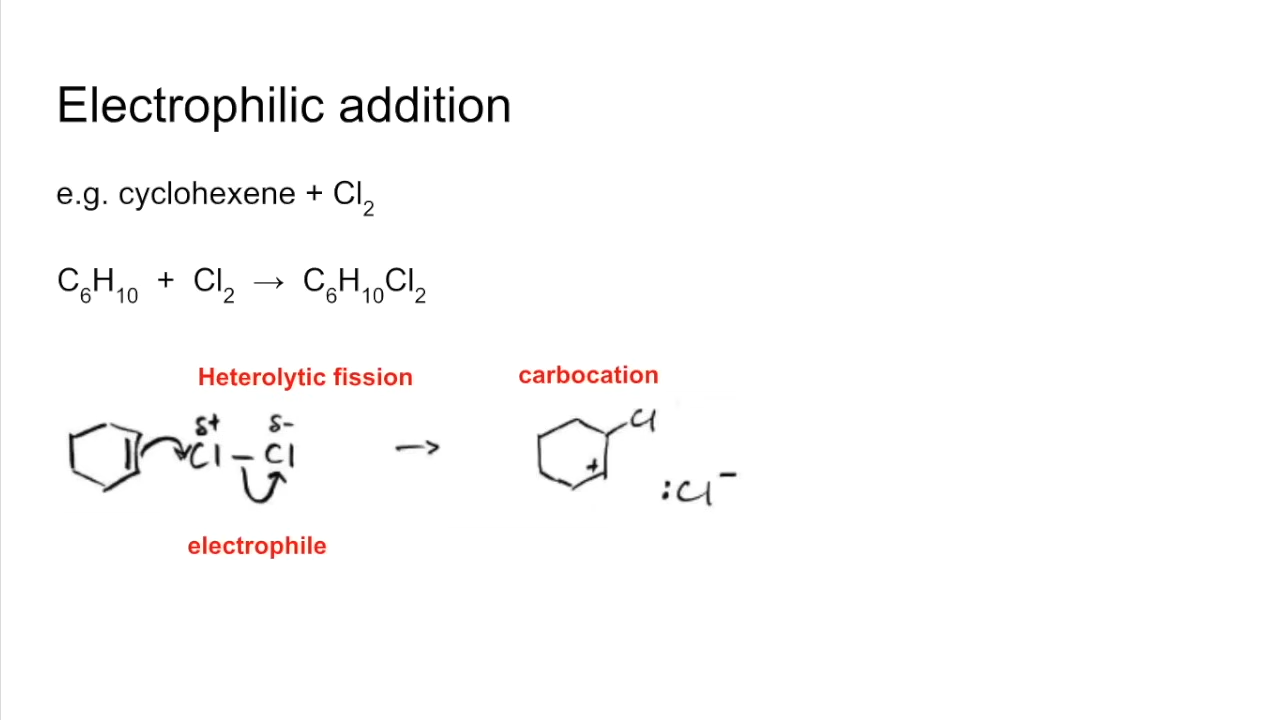 Electrophilic addition
e.g. cyclohexene + Cl₂
C₆H₁₀ + Cl₂ → C₆H₁₀Cl₂
Heterolytic fission
carbocation
δ+ δ-
Cl – Cl
→
Cl
+
:Cl⁻
electrophile